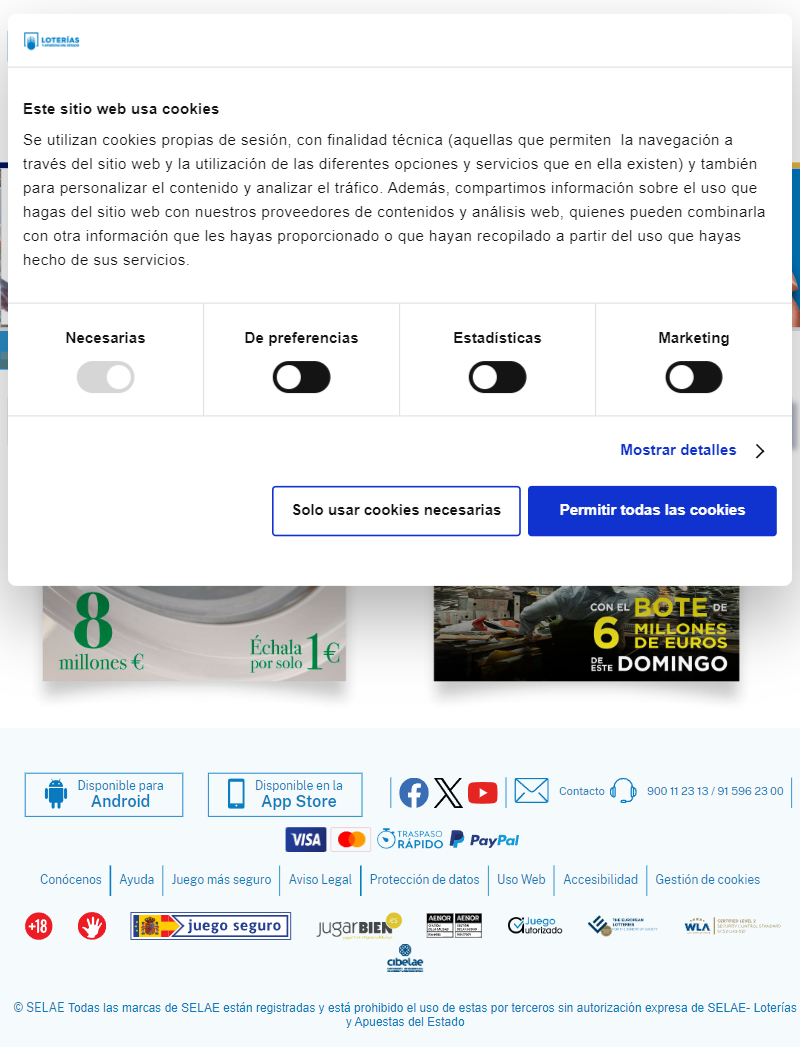 LOTERÍAS
Y APUESTAS DEL ESTADO
Este sitio web usa cookies
Se utilizan cookies propias de sesión, con finalidad técnica (aquellas que permiten  la navegación a
través del sitio web y la utilización de las diferentes opciones y servicios que en ella existen) y también
para personalizar el contenido y analizar el tráfico. Además, compartimos información sobre el uso que
hagas del sitio web con nuestros proveedores de contenidos y análisis web, quienes pueden combinarla
con otra información que les hayas proporcionado o que hayan recopilado a partir del uso que hayas
hecho de sus servicios.
Necesarias
De preferencias
Estadísticas
Marketing
Mostrar detalles
Solo usar cookies necesarias
Permitir todas las cookies
8
millones €
Échala
por solo 1€
CON EL BOTE DE
6 MILLONES
DE EUROS
DE ESTE DOMINGO
Disponible para
Android
Disponible en la
App Store
Contacto
900 11 23 13 / 91 596 23 00
VISA
mastercard
TRASPASO
RÁPIDO
PayPal
Conócenos
Ayuda
Juego más seguro
Aviso Legal
Protección de datos
Uso Web
Accesibilidad
Gestión de cookies
+18
juego seguro
jugarBIEN.es
AENOR AENOR
Juego
autorizado
THE EUROPEAN
LOTTERIES
WLA
CERTIFIED LEVEL 2
SECURITY CONTROL STANDARD
cibelae
© SELAE Todas las marcas de SELAE están registradas y está prohibido el uso de estas por terceros sin autorización expresa de SELAE- Loterías
y Apuestas del Estado